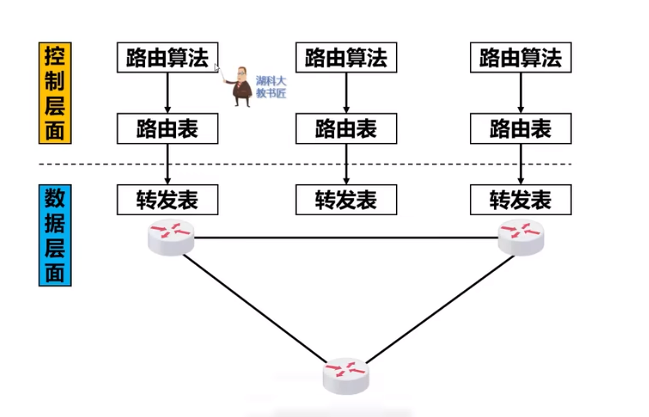 控制层面
路由算法
路由算法
路由算法
湖科大
教书匠
路由表
路由表
路由表
数据层面
转发表
转发表
转发表